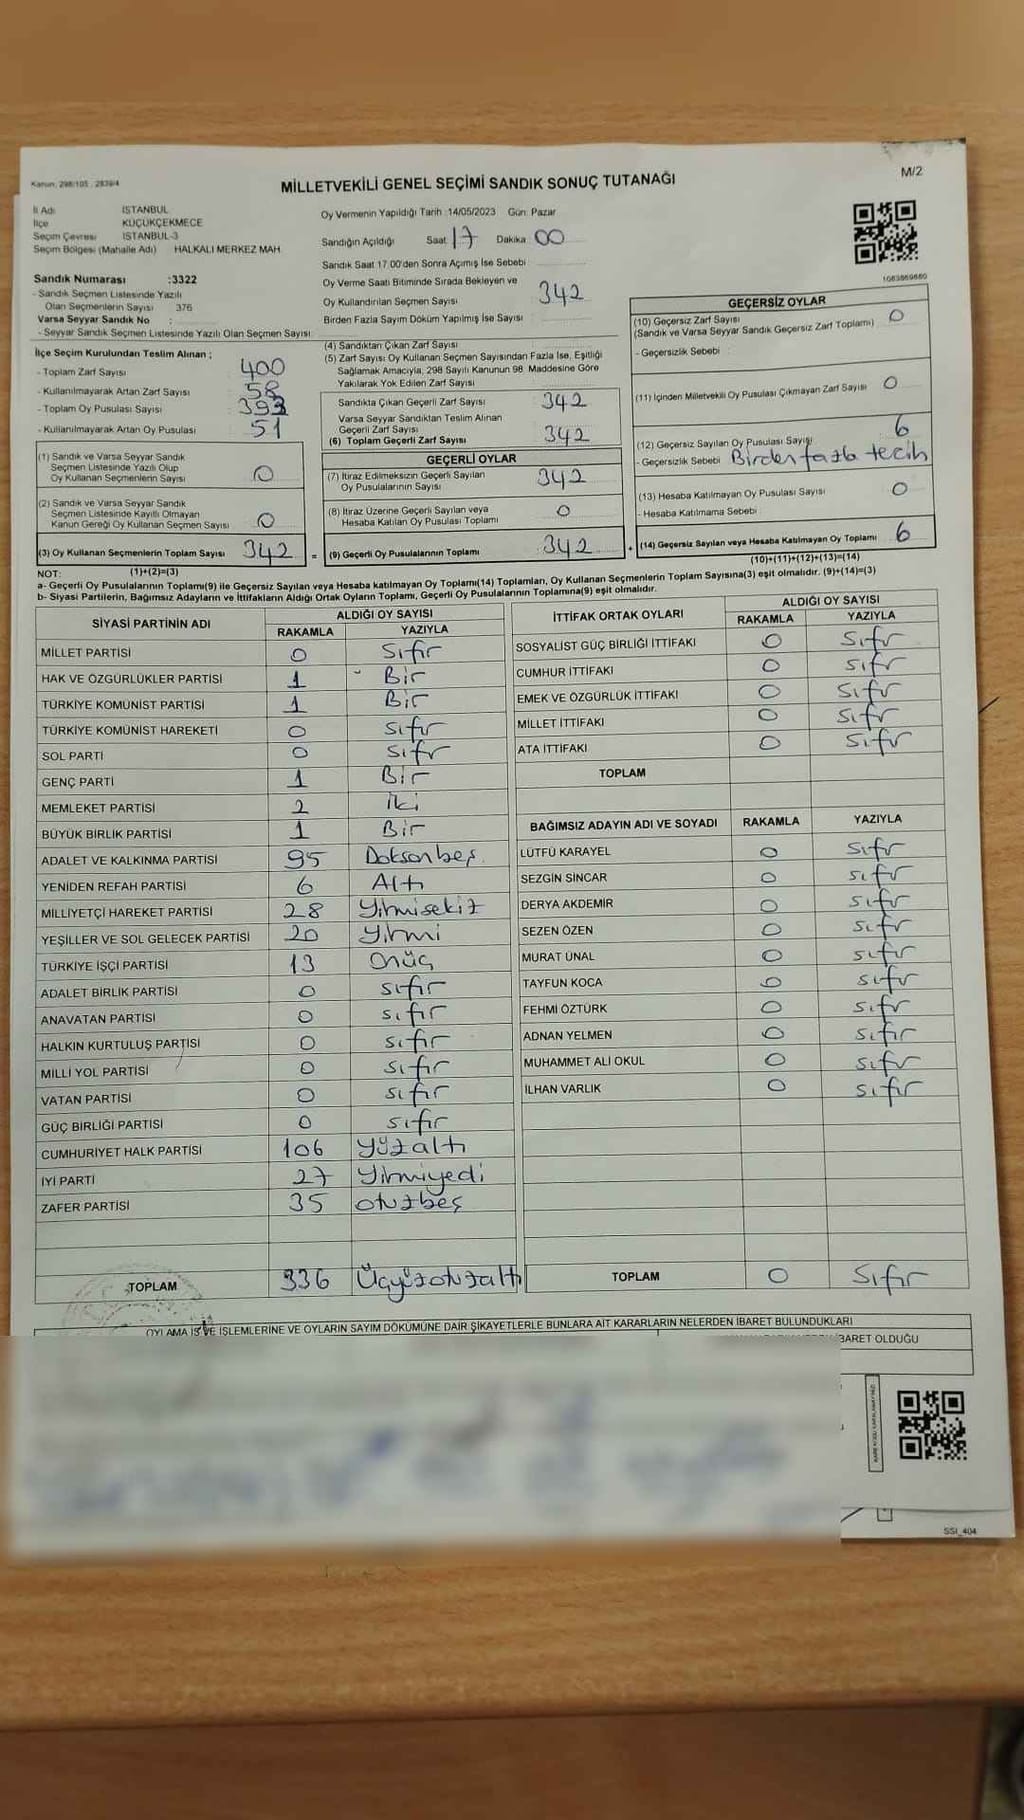 Kanun: 298/105 , 2839/4
M/2
MİLLETVEKİLİ GENEL SEÇİMİ SANDIK SONUÇ TUTANAĞI
İl Adı İSTANBUL
İlçe KÜÇÜKÇEKMECE
Seçim Çevresi İSTANBUL-3
Seçim Bölgesi (Mahalle Adı) HALKALI MERKEZ MAH.
Sandık Numarası :3322
- Sandık Seçmen Listesinde Yazılı
Olan Seçmenlerin Sayısı 376
Varsa Seyyar Sandık No :
- Seyyar Sandık Seçmen Listesinde Yazılı Olan Seçmen Sayısı:
Oy Vermenin Yapıldığı Tarih :14/05/2023 Gün: Pazar
Sandığın Açıldığı Saat 17 Dakika 00
Sandık Saat 17:00'den Sonra Açımış İse Sebebi
Oy Verme Saati Bitiminde Sırada Bekleyen ve
Oy Kullandırılan Seçmen Sayısı 342
Birden Fazla Sayım Döküm Yapılmış İse Sayısı :
1083869880
İlçe Seçim Kurulundan Teslim Alınan ;
- Toplam Zarf Sayısı 400
- Kullanılmayarak Artan Zarf Sayısı 58
- Toplam Oy Pusulası Sayısı 393
- Kullanılmayarak Artan Oy Pusulası 51
(1) Sandık ve Varsa Seyyar Sandık
Seçmen Listesinde Yazılı Olup
Oy Kullanan Seçmenlerin Sayısı 0
(2) Sandık ve Varsa Seyyar Sandık
Seçmen Listesinde Kayıtlı Olmayan
Kanun Gereği Oy Kullanan Seçmen Sayısı 0
(3) Oy Kullanan Seçmenlerin Toplam Sayısı 342
(1)+(2)=(3)
(4) Sandıktan Çıkan Zarf Sayısı
(5) Zarf Sayısı Oy Kullanan Seçmen Sayısından Fazla İse, Eşitliği
Sağlamak Amacıyla, 298 Sayılı Kanunun 98. Maddesine Göre
Yakılarak Yok Edilen Zarf Sayısı
Sandıkta Çıkan Geçerli Zarf Sayısı 342
Varsa Seyyar Sandıktan Teslim Alınan
Geçerli Zarf Sayısı
(6) Toplam Geçerli Zarf Sayısı 342
GEÇERLİ OYLAR
(7) İtiraz Edilmeksizin Geçerli Sayılan
Oy Pusulalarının Sayısı 342
(8) İtiraz Üzerine Geçerli Sayılan veya
Hesaba Katılan Oy Pusulası Toplamı 0
= (9) Geçerli Oy Pusulalarının Toplamı 342
GEÇERSİZ OYLAR
(10) Geçersiz Zarf Sayısı 0
(Sandık ve Varsa Seyyar Sandık Geçersiz Zarf Toplamı)
- Geçersizlik Sebebi :
(11) İçinden Milletvekili Oy Pusulası Çıkmayan Zarf Sayısı 0
(12) Geçersiz Sayılan Oy Pusulası Sayışı 6
- Geçersizlik Sebebi Birden fazla tecih
(13) Hesaba Katılmayan Oy Pusulası Sayısı 0
- Hesaba Katılmama Sebebi
+ (14) Geçersiz Sayılan veya Hesaba Katılmayan Oy Toplamı 6
(10)+(11)+(12)+(13)=(14)
NOT:
a- Geçerli Oy Pusulalarının Toplamı(9) ile Geçersiz Sayılan veya Hesaba katılmayan Oy Toplamı(14) Toplamları, Oy Kullanan Seçmenlerin Toplam Sayısına(3) eşit olmalıdır. (9)+(14)=(3)
b- Siyasi Partilerin, Bağımsız Adayların ve İttifakların Aldığı Ortak Oyların Toplamı, Geçerli Oy Pusulalarının Toplamına(9) eşit olmalıdır.
SİYASİ PARTİNİN ADI ALDIĞI OY SAYISI
RAKAMLA YAZIYLA
MİLLET PARTİSİ 0 Sıfır
HAK VE ÖZGÜRLÜKLER PARTİSİ 1 Bir
TÜRKİYE KOMÜNİST PARTİSİ 1 Bir
TÜRKİYE KOMÜNİST HAREKETİ 0 Sıfır
SOL PARTİ 0 Sıfır
GENÇ PARTİ 1 Bir
MEMLEKET PARTİSİ 2 İki
BÜYÜK BİRLİK PARTİSİ 1 Bir
ADALET VE KALKINMA PARTİSİ 95 Doksanbeş
YENİDEN REFAH PARTİSİ 6 Altı
MİLLİYETÇİ HAREKET PARTİSİ 28 Yirmisekiz
YEŞİLLER VE SOL GELECEK PARTİSİ 20 Yirmi
TÜRKİYE İŞÇİ PARTİSİ 13 Onüç
ADALET BİRLİK PARTİSİ 0 sıfır
ANAVATAN PARTİSİ 0 sıfır
HALKIN KURTULUŞ PARTİSİ 0 sıfır
MİLLİ YOL PARTİSİ 0 sıfır
VATAN PARTİSİ 0 sıfır
GÜÇ BİRLİĞİ PARTİSİ 0 sıfır
CUMHURİYET HALK PARTİSİ 106 Yüzaltı
İYİ PARTİ 27 Yirmiyedi
ZAFER PARTİSİ 35 otuzbeş
TOPLAM 336 Üçyüzotuzaltı
İTTİFAK ORTAK OYLARI ALDIĞI OY SAYISI
RAKAMLA YAZIYLA
SOSYALİST GÜÇ BİRLİĞİ İTTİFAKI 0 Sıfır
CUMHUR İTTİFAKI 0 Sıfır
EMEK VE ÖZGÜRLÜK İTTİFAKI 0 Sıfır
MİLLET İTTİFAKI 0 Sıfır
ATA İTTİFAKI 0 Sıfır
TOPLAM
BAĞIMSIZ ADAYIN ADI VE SOYADI RAKAMLA YAZIYLA
LÜTFÜ KARAYEL 0 Sıfır
SEZGİN SİNCAR 0 Sıfır
DERYA AKDEMİR 0 Sıfır
SEZEN ÖZEN 0 Sıfır
MURAT ÜNAL 0 Sıfır
TAYFUN KOCA 0 Sıfır
FEHMİ ÖZTÜRK 0 Sıfır
ADNAN YELMEN 0 Sıfır
MUHAMMET ALİ OKUL 0 Sıfır
İLHAN VARLIK 0 Sıfır
TOPLAM 0 Sıfır
OYLAMA İŞ VE İŞLEMLERİNE VE OYLARIN SAYIM DÖKÜMÜNE DAİR ŞİKAYETLERLE BUNLARA AİT KARARLARIN NELERDEN İBARET BULUNDUKLARI
İBARET OLDUĞU
SSİ_404